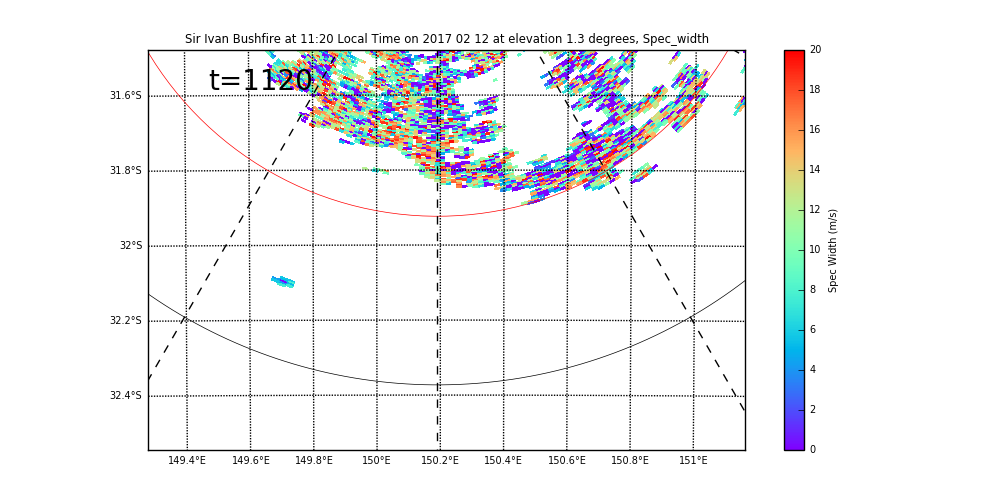 Sir Ivan Bushfire at 11:20 Local Time on 2017 02 12 at elevation 1.3 degrees, Spec_width
t=1120
31.6°S
31.8°S
32°S
32.2°S
32.4°S
149.4°E 149.6°E 149.8°E 150°E 150.2°E 150.4°E 150.6°E 150.8°E 151°E
20
18
16
14
12
10
8
6
4
2
0
Spec Width (m/s)